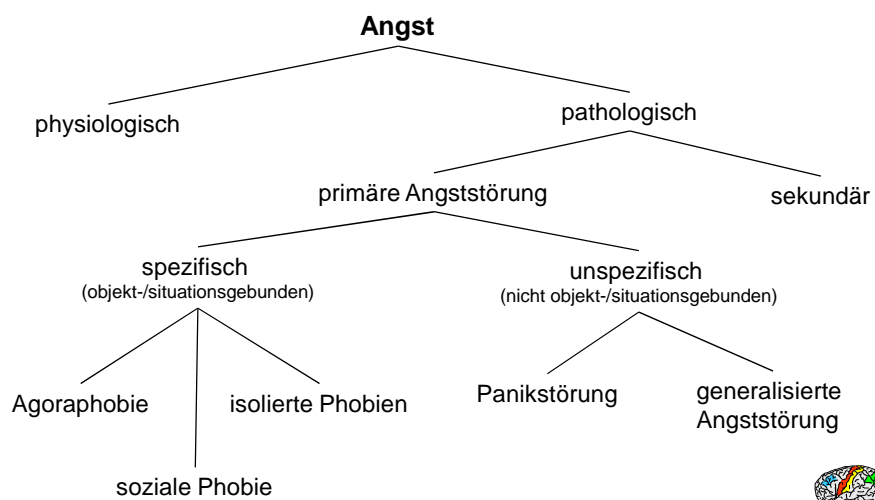 Angst
physiologisch
pathologisch
primäre Angststörung
sekundär
spezifisch
(objekt-/situationsgebunden)
unspezifisch
(nicht objekt-/situationsgebunden)
Agoraphobie
isolierte Phobien
Panikstörung
generalisierte
Angststörung
soziale Phobie